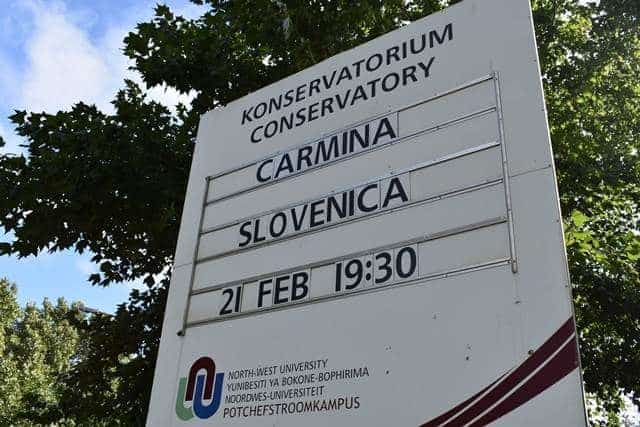 KONSERVATORIUM
CONSERVATORY
CARMINA
SLOVENICA
21 FEB 19:30
NORTH-WEST UNIVERSITY
YUNIBESITI YA BOKONE-BOPHIRIMA
NOORDWES-UNIVERSITEIT
POTCHEFSTROOMKAMPUS